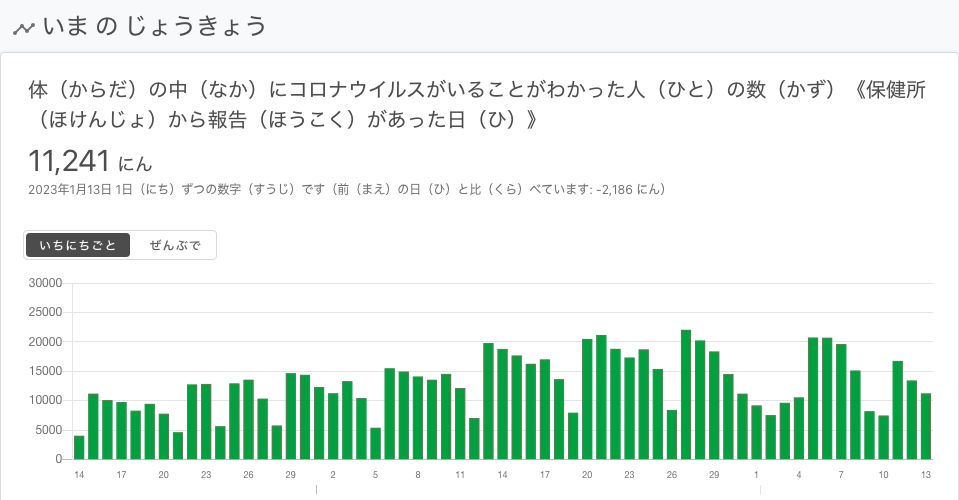 いま の じょうきょう
体（からだ）の中（なか）にコロナウイルスがいることがわかった人（ひと）の数（かず）《保健所
（ほけんじょ）から報告（ほうこく）があった日（ひ）》
11,241 にん
2023年1月13日 1日（にち）ずつの数字（すうじ）です（前（まえ）の日（ひ）と比（くら）べています: -2,186 にん）
いちにちごと ぜんぶで
30000
25000
20000
15000
10000
5000
0
14 17 20 23 26 29 2 5 8 11 14 17 20 23 26 29 1 4 7 10 13